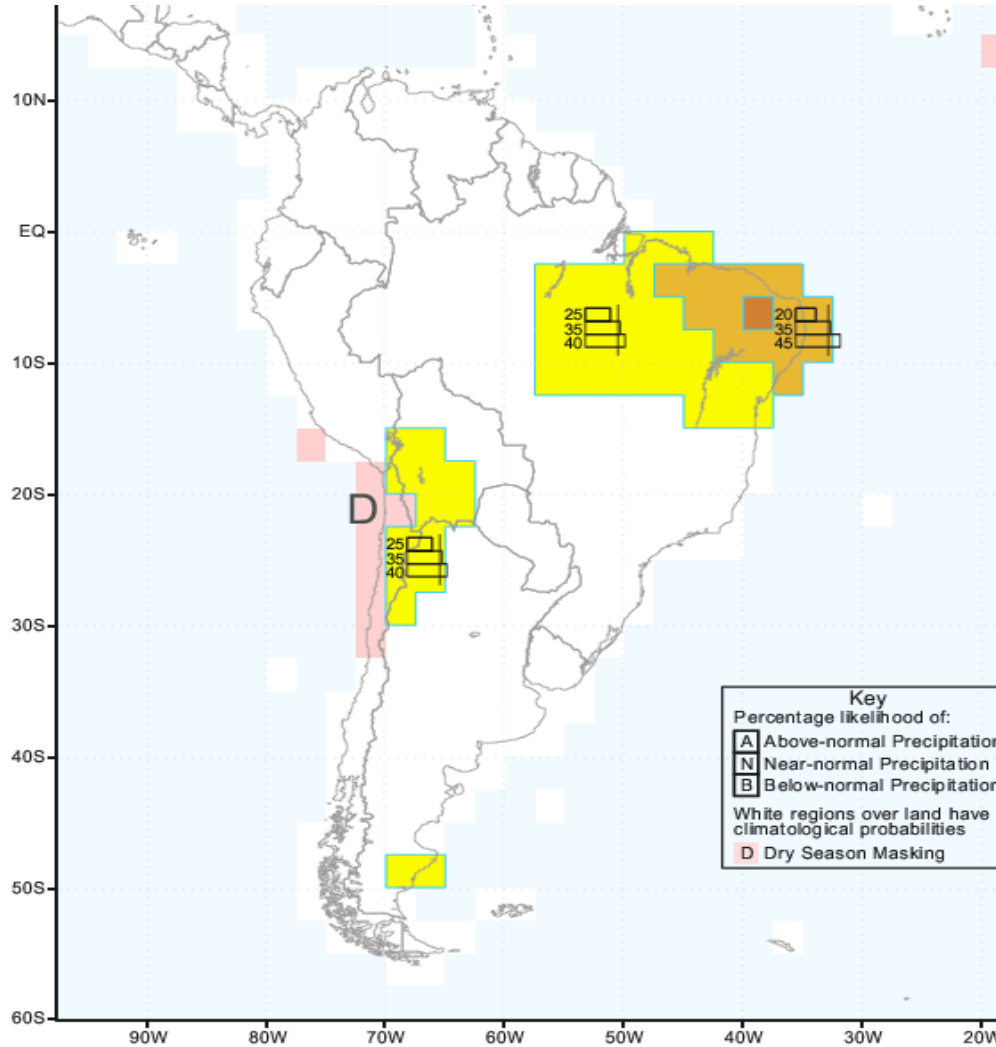 10N
EQ
10S
20S
30S
40S
50S
60S
90W
80W
70W
60W
50W
40W
30W
20W
25
35
40
20
35
45
D
25
35
40
Key
Percentage likelihood of:
A Above-normal Precipitation
N Near-normal Precipitation
B Below-normal Precipitation
White regions over land have
climatological probabilities
D Dry Season Masking